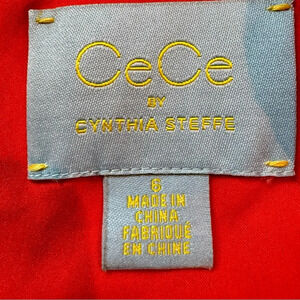 CeCe
BY
CYNTHIA STEFFE
6
MADE IN
CHINA
FABRIQUÉ
EN CHINE